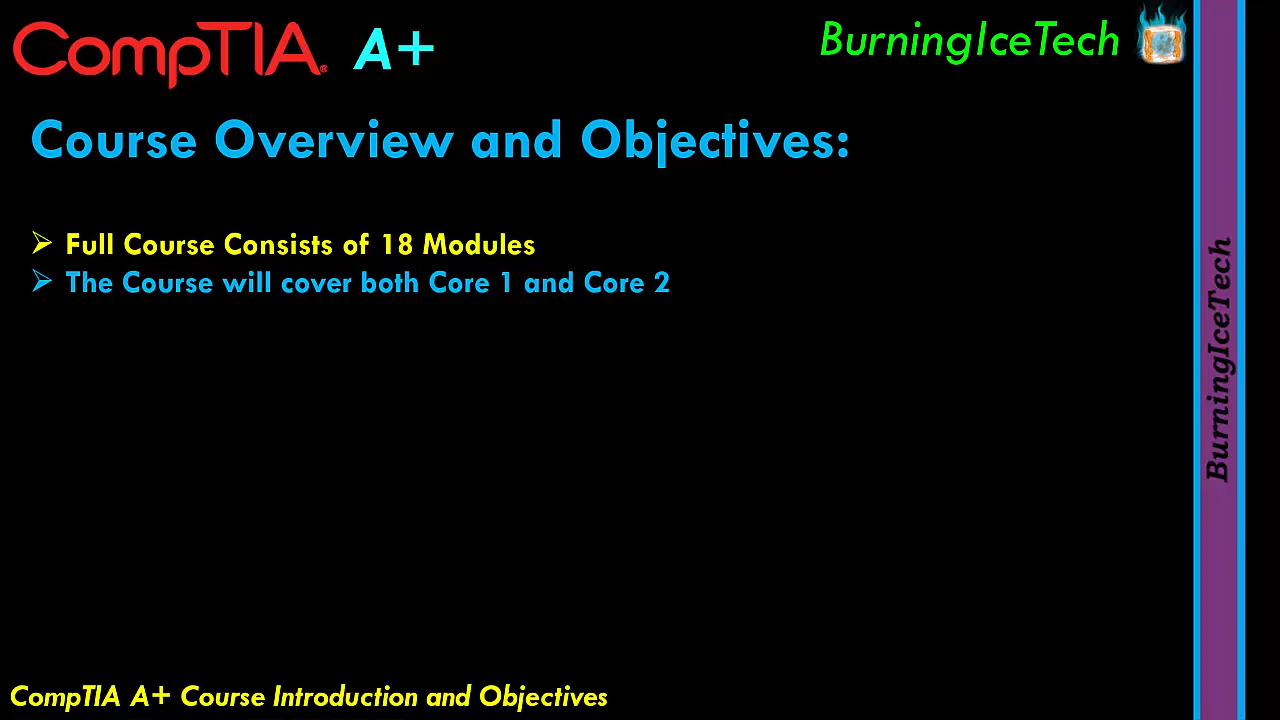 CompTIA® A+
BurningIceTech
Course Overview and Objectives:
➢ Full Course Consists of 18 Modules
➢ The Course will cover both Core 1 and Core 2
BurningIceTech
CompTIA A+ Course Introduction and Objectives